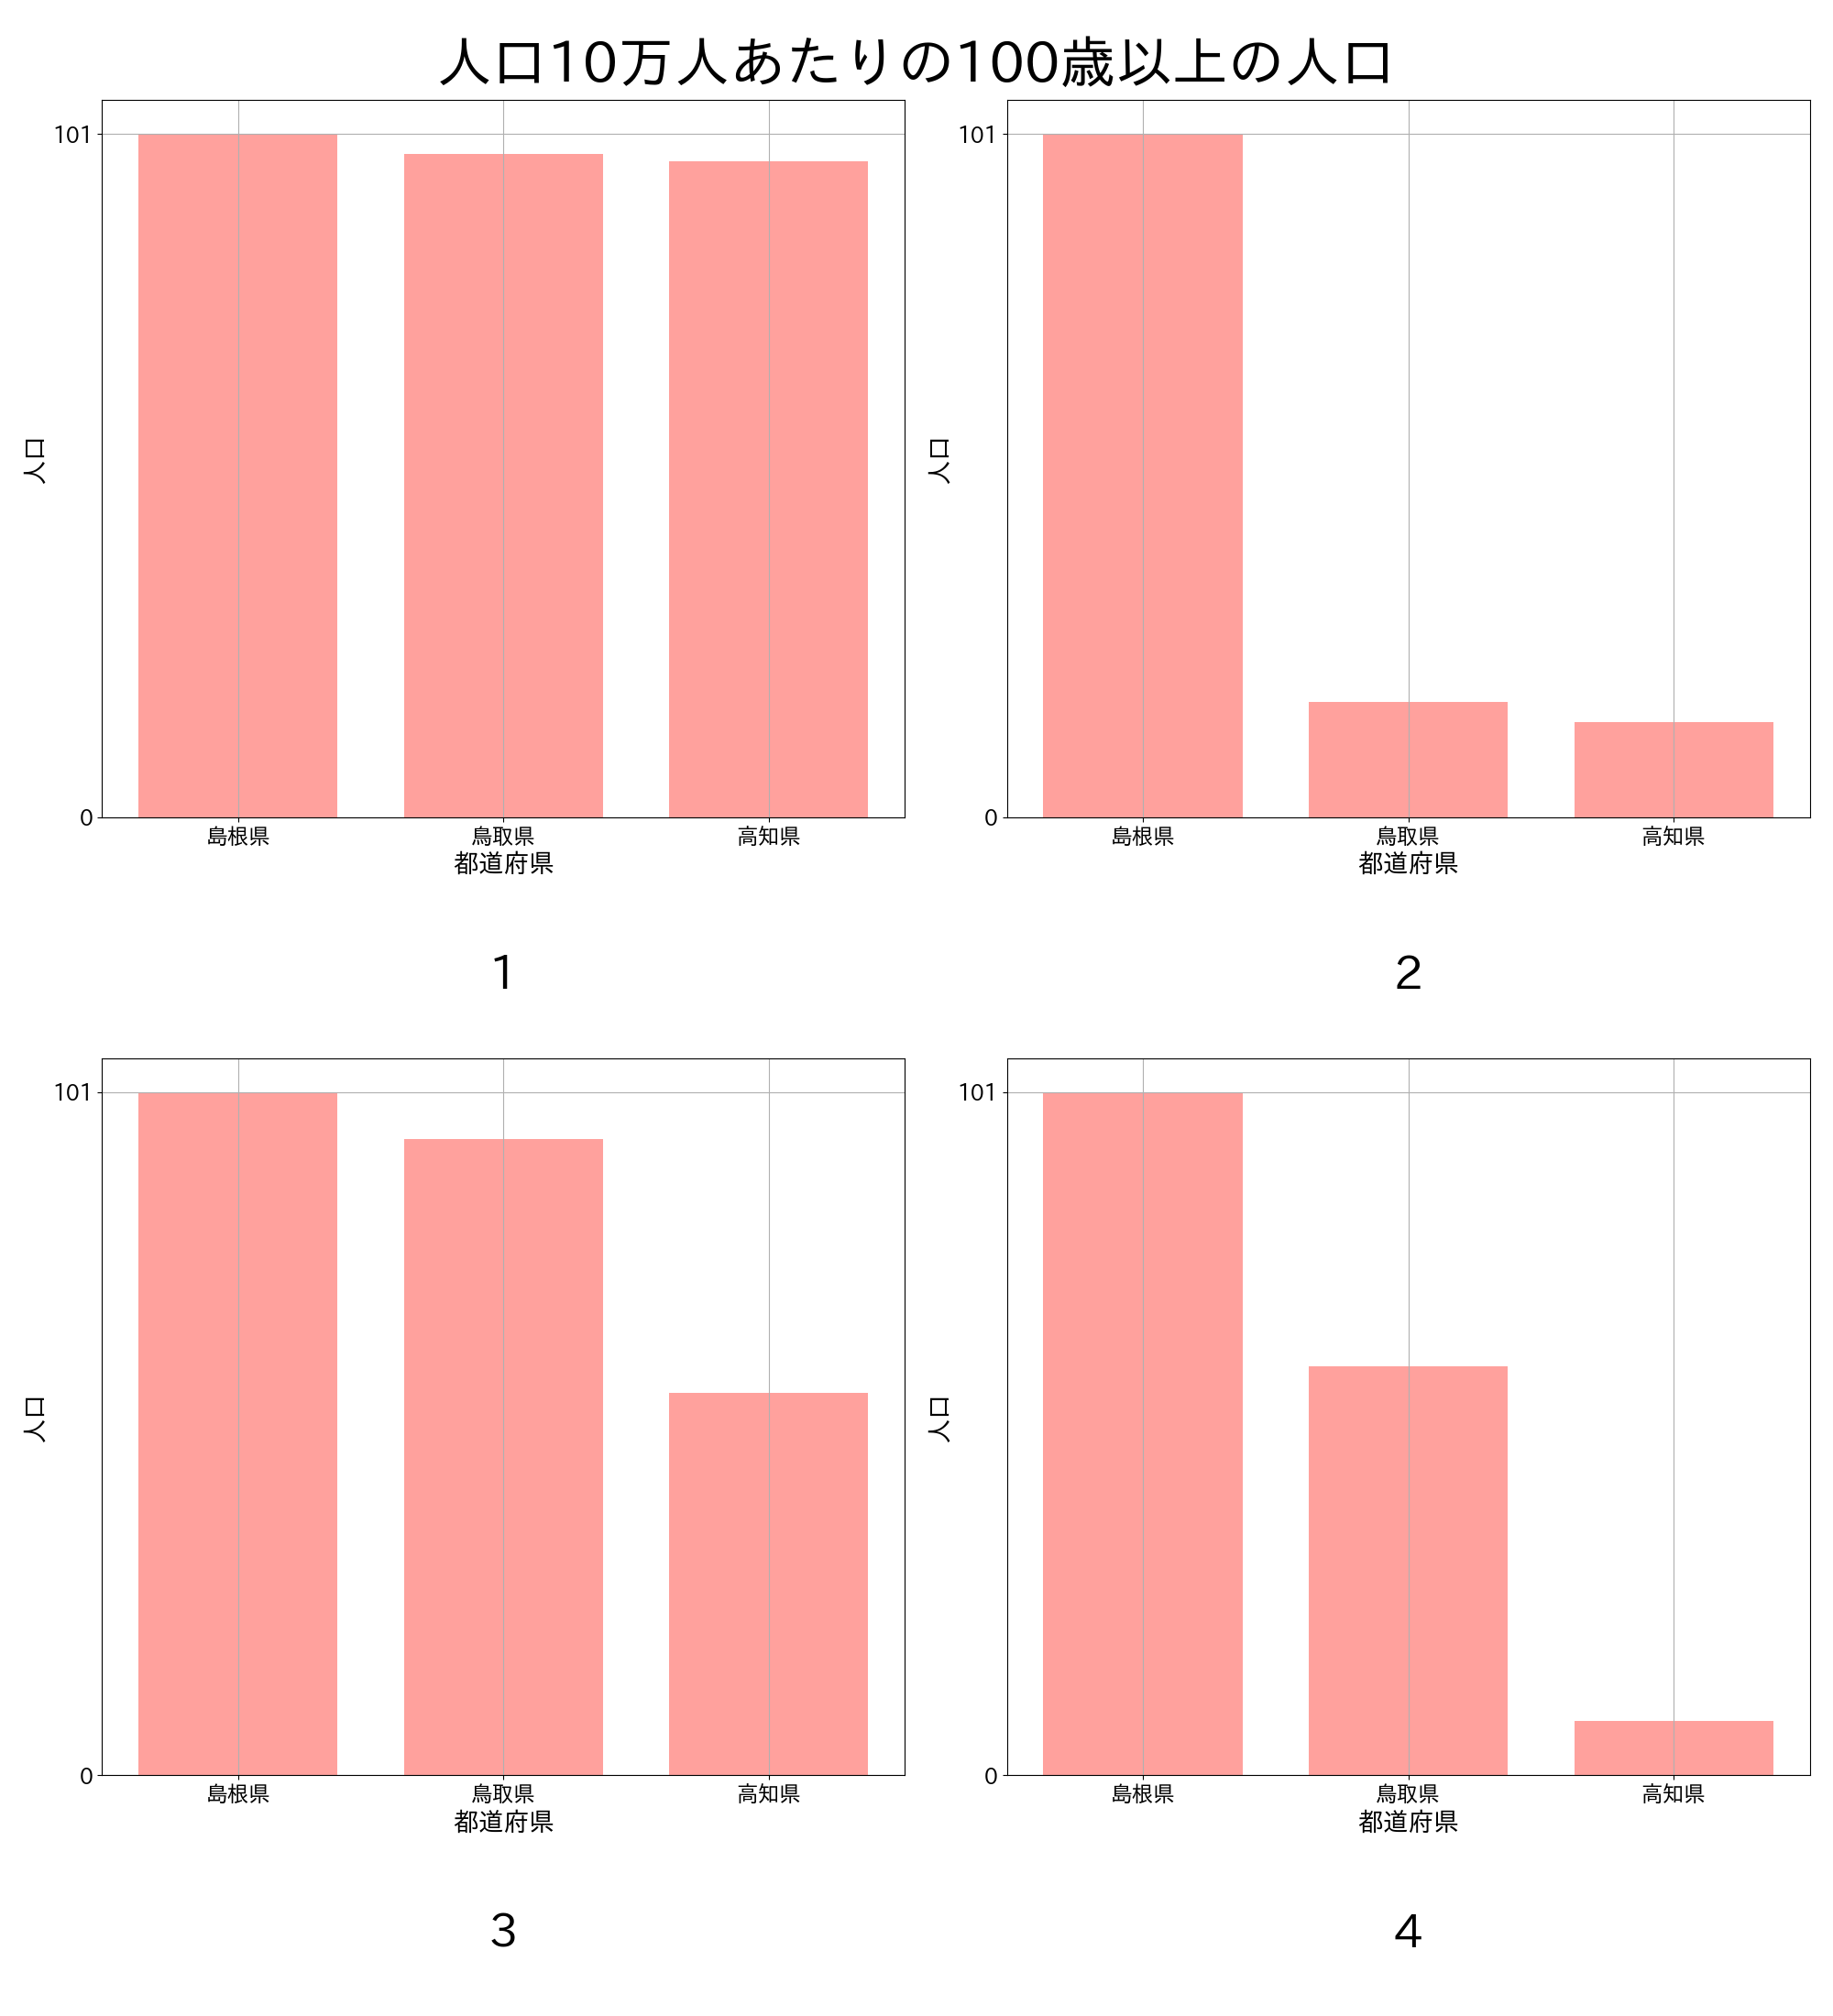 人口10万人あたりの100歳以上の人口
101
0
人口
島根県 鳥取県 高知県
都道府県
1
101
0
人口
島根県 鳥取県 高知県
都道府県
2
101
0
人口
島根県 鳥取県 高知県
都道府県
3
101
0
人口
島根県 鳥取県 高知県
都道府県
4